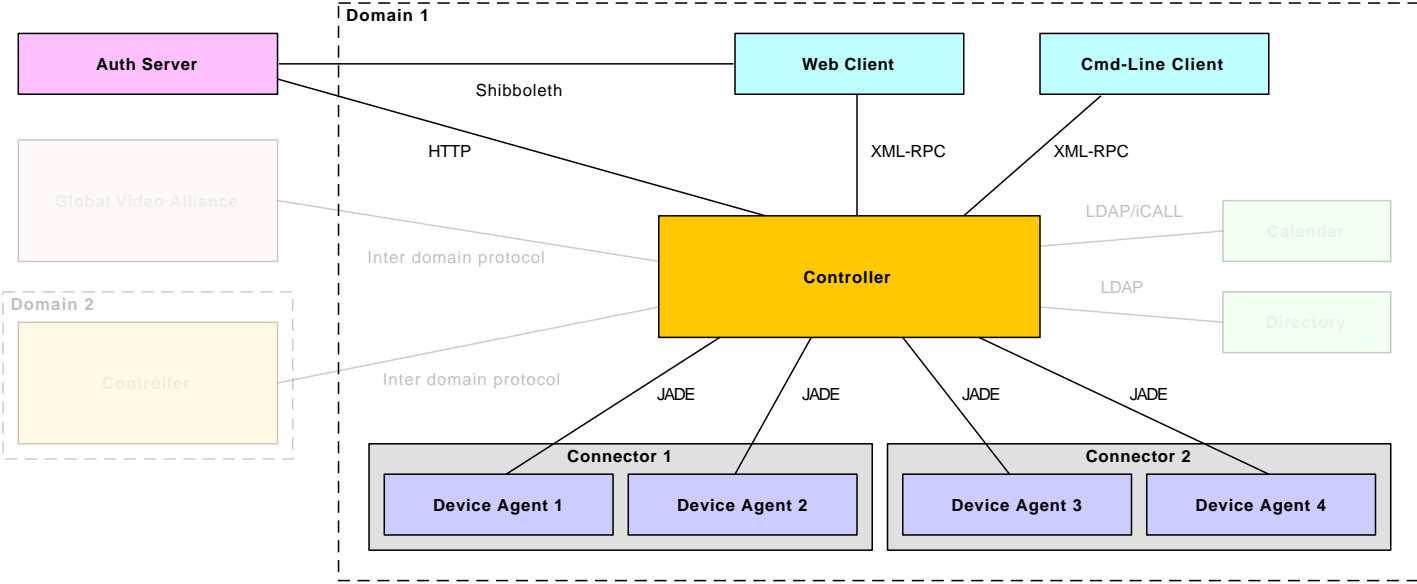 Domain 1
Auth Server
Web Client
Cmd-Line Client
Shibboleth
HTTP
XML-RPC
XML-RPC
Global Video Alliance
LDAP/iCALL
Calendar
Inter domain protocol
Controller
LDAP
Directory
Domain 2
Controller
Inter domain protocol
JADE
JADE
JADE
JADE
Connector 1
Connector 2
Device Agent 1
Device Agent 2
Device Agent 3
Device Agent 4